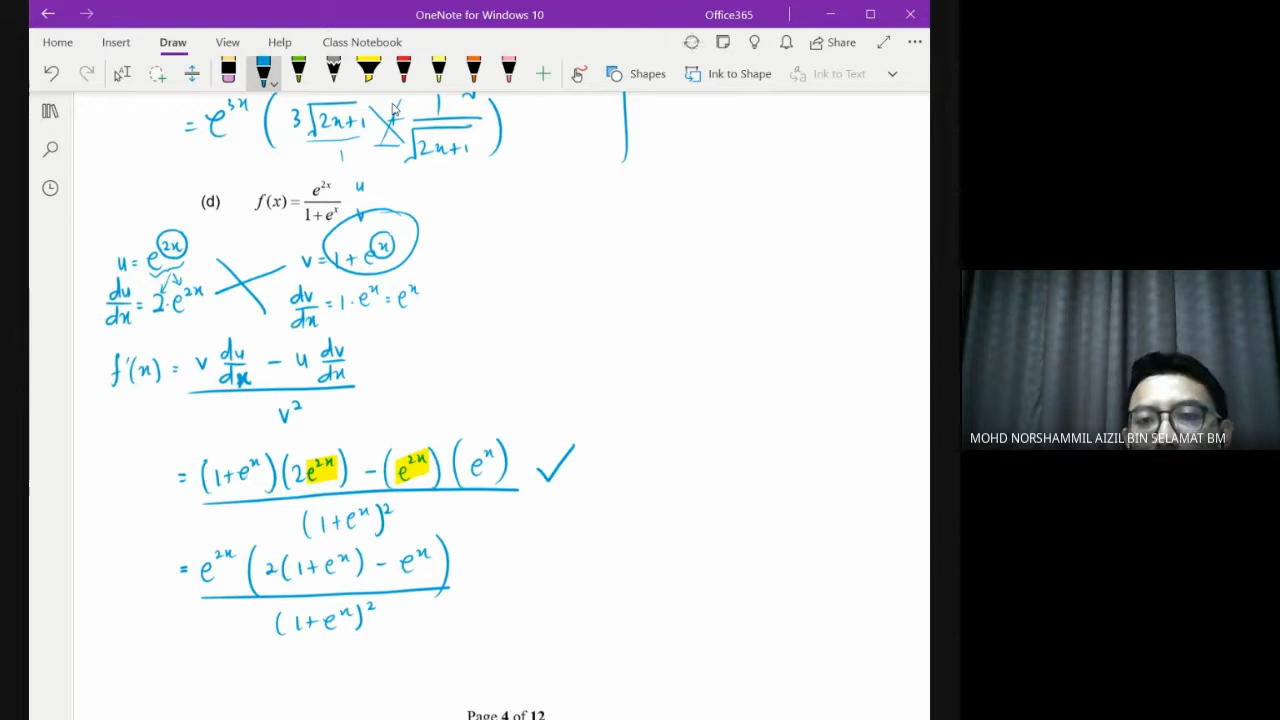 OneNote for Windows 10
Office365
Home Insert Draw View Help Class Notebook
Share
Shapes Ink to Shape Ink to Text
= e^{3x} ( 3√(2x+1) / 1 + 1 / √(2x+1) )
(d) f(x) = e^{2x} / (1+e^x) u v
u = e^{2x} v = 1 + e^x
du/dx = 2·e^{2x} dv/dx = 1·e^x = e^x
f'(x) = (v du/dx − u dv/dx) / v^2
= ((1+e^x)(2e^{2x}) − (e^{2x})(e^x)) / (1+e^x)^2 ✓
= e^{2x} (2(1+e^x) − e^x) / (1+e^x)^2
Page 4 of 12
MOHD NORSHAMMIL AIZIL BIN SELAMAT BM